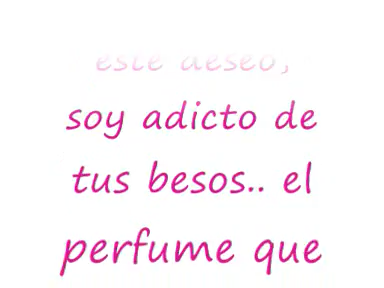 este deseo,
soy adicto de
tus besos.. el
perfume que